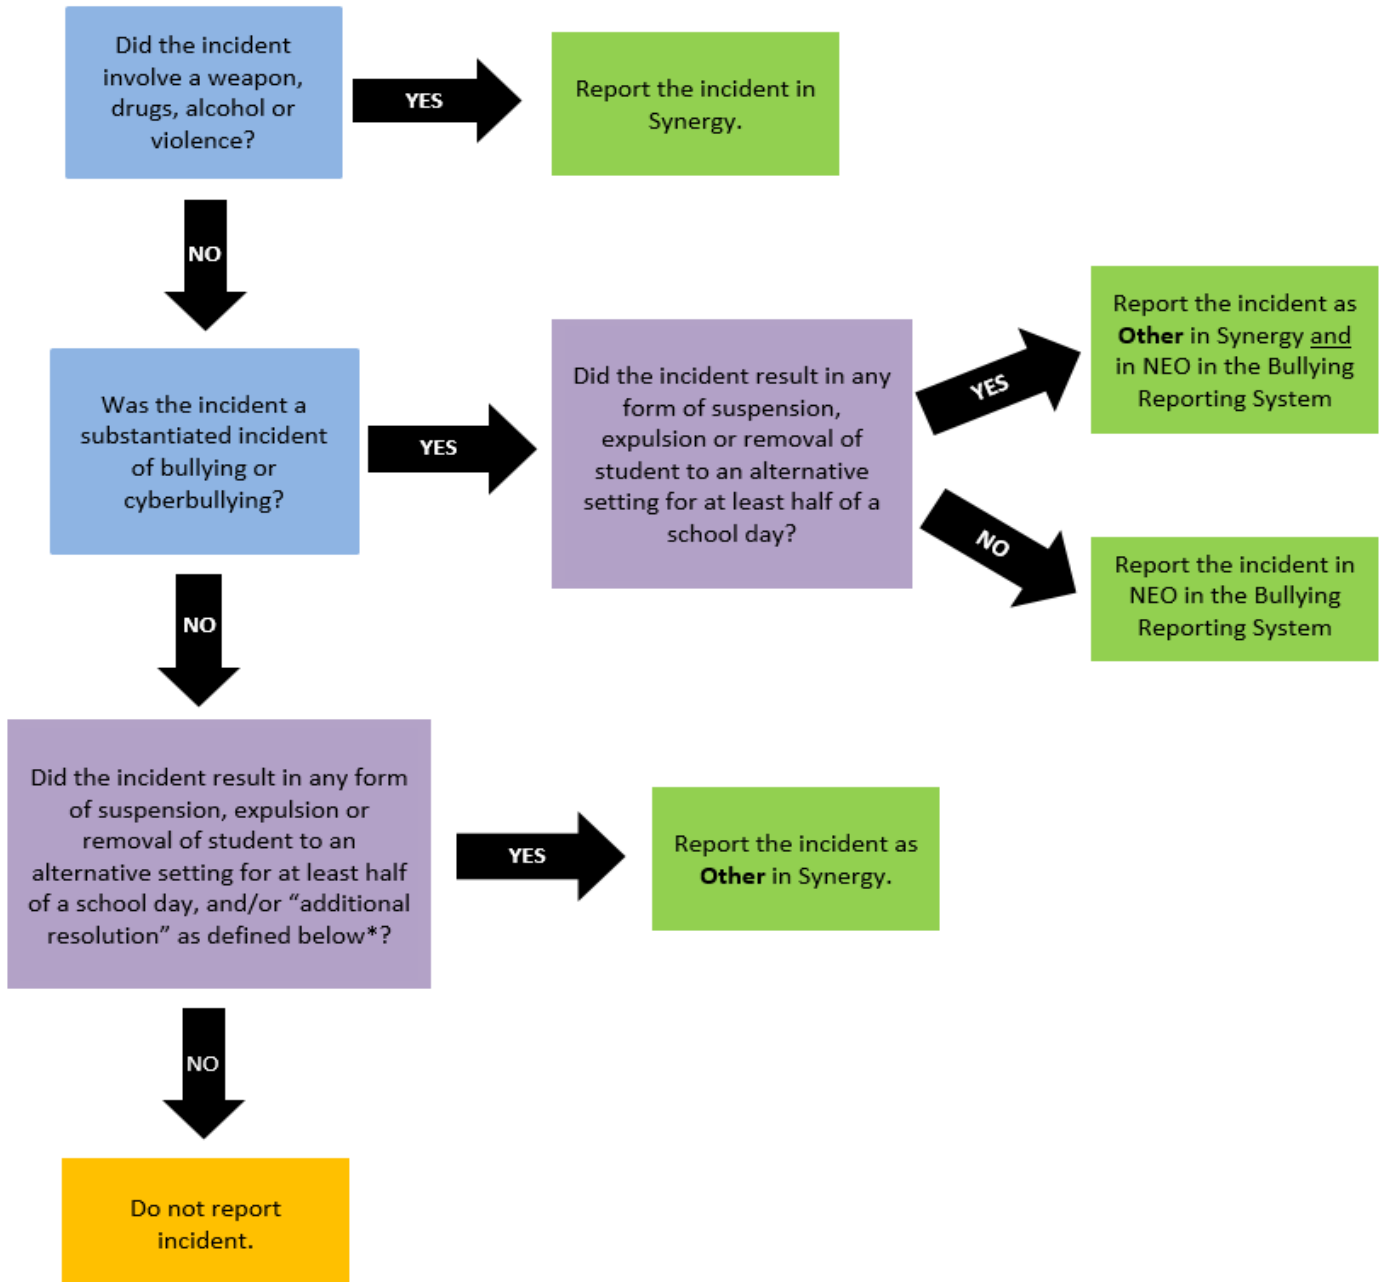 Did the incident
involve a weapon,
drugs, alcohol or
violence?
YES
Report the incident in
Synergy.
NO
Was the incident a
substantiated incident
of bullying or
cyberbullying?
YES
Did the incident result in any
form of suspension,
expulsion or removal of
student to an alternative
setting for at least half of a
school day?
YES
Report the incident as
Other in Synergy and
in NEO in the Bullying
Reporting System
NO
Report the incident in
NEO in the Bullying
Reporting System
NO
Did the incident result in any form
of suspension, expulsion or
removal of student to an
alternative setting for at least half
of a school day, and/or “additional
resolution” as defined below*?
YES
Report the incident as
Other in Synergy.
NO
Do not report
incident.